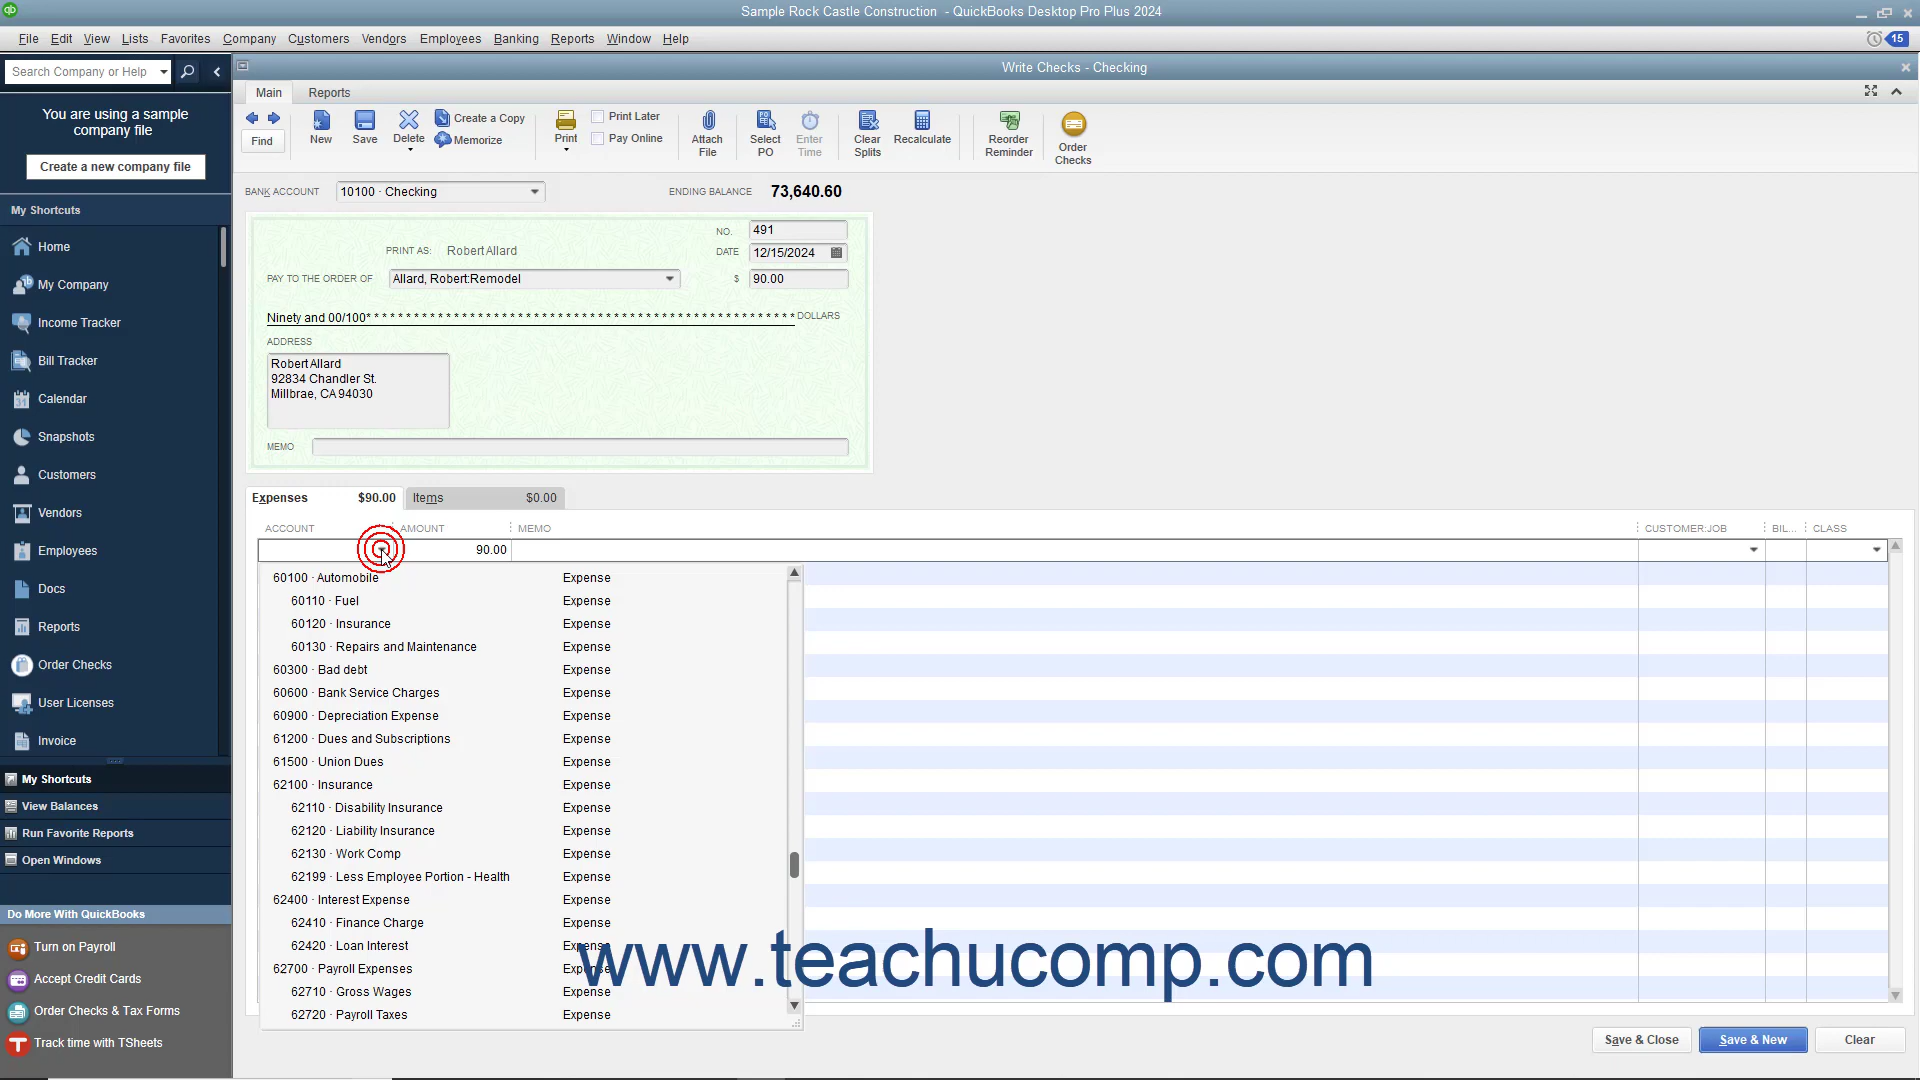 Sample Rock Castle Construction - QuickBooks Desktop Pro Plus 2024
File Edit View Lists Favorites Company Customers Vendors Employees Banking Reports Window Help
15
Search Company or Help
Write Checks - Checking
You are using a sample
company file
Create a new company file
My Shortcuts
Home
My Company
Income Tracker
Bill Tracker
Calendar
Snapshots
Customers
Vendors
Employees
Docs
Reports
Order Checks
User Licenses
Invoice
My Shortcuts
View Balances
Run Favorite Reports
Open Windows
Do More With QuickBooks
Turn on Payroll
Accept Credit Cards
Order Checks & Tax Forms
Track time with TSheets
Main Reports
Find
New
Save
Delete
Create a Copy
Memorize
Print
Print Later
Pay Online
Attach
File
Select
PO
Enter
Time
Clear
Splits
Recalculate
Reorder
Reminder
Order
Checks
BANK ACCOUNT 10100 · Checking ENDING BALANCE 73,640.60
NO. 491
PRINT AS: Robert Allard DATE 12/15/2024
PAY TO THE ORDER OF Allard, Robert:Remodel $ 90.00
Ninety and 00/100* * * * * * * * * * * * * * * * * * * * * * * * * * * * * * * * * * * * * * * * * * * * * * * * * * * * * DOLLARS
ADDRESS
Robert Allard
92834 Chandler St.
Millbrae, CA 94030
MEMO
Expenses $90.00 Items $0.00
ACCOUNT AMOUNT MEMO CUSTOMER:JOB BIL... CLASS
90.00
60100 · Automobile Expense
60110 · Fuel Expense
60120 · Insurance Expense
60130 · Repairs and Maintenance Expense
60300 · Bad debt Expense
60600 · Bank Service Charges Expense
60900 · Depreciation Expense Expense
61200 · Dues and Subscriptions Expense
61500 · Union Dues Expense
62100 · Insurance Expense
62110 · Disability Insurance Expense
62120 · Liability Insurance Expense
62130 · Work Comp Expense
62199 · Less Employee Portion - Health Expense
62400 · Interest Expense Expense
62410 · Finance Charge Expense
62420 · Loan Interest Expense
62700 · Payroll Expenses Expense
62710 · Gross Wages Expense
62720 · Payroll Taxes Expense
www.teachucomp.com
Save & Close Save & New Clear